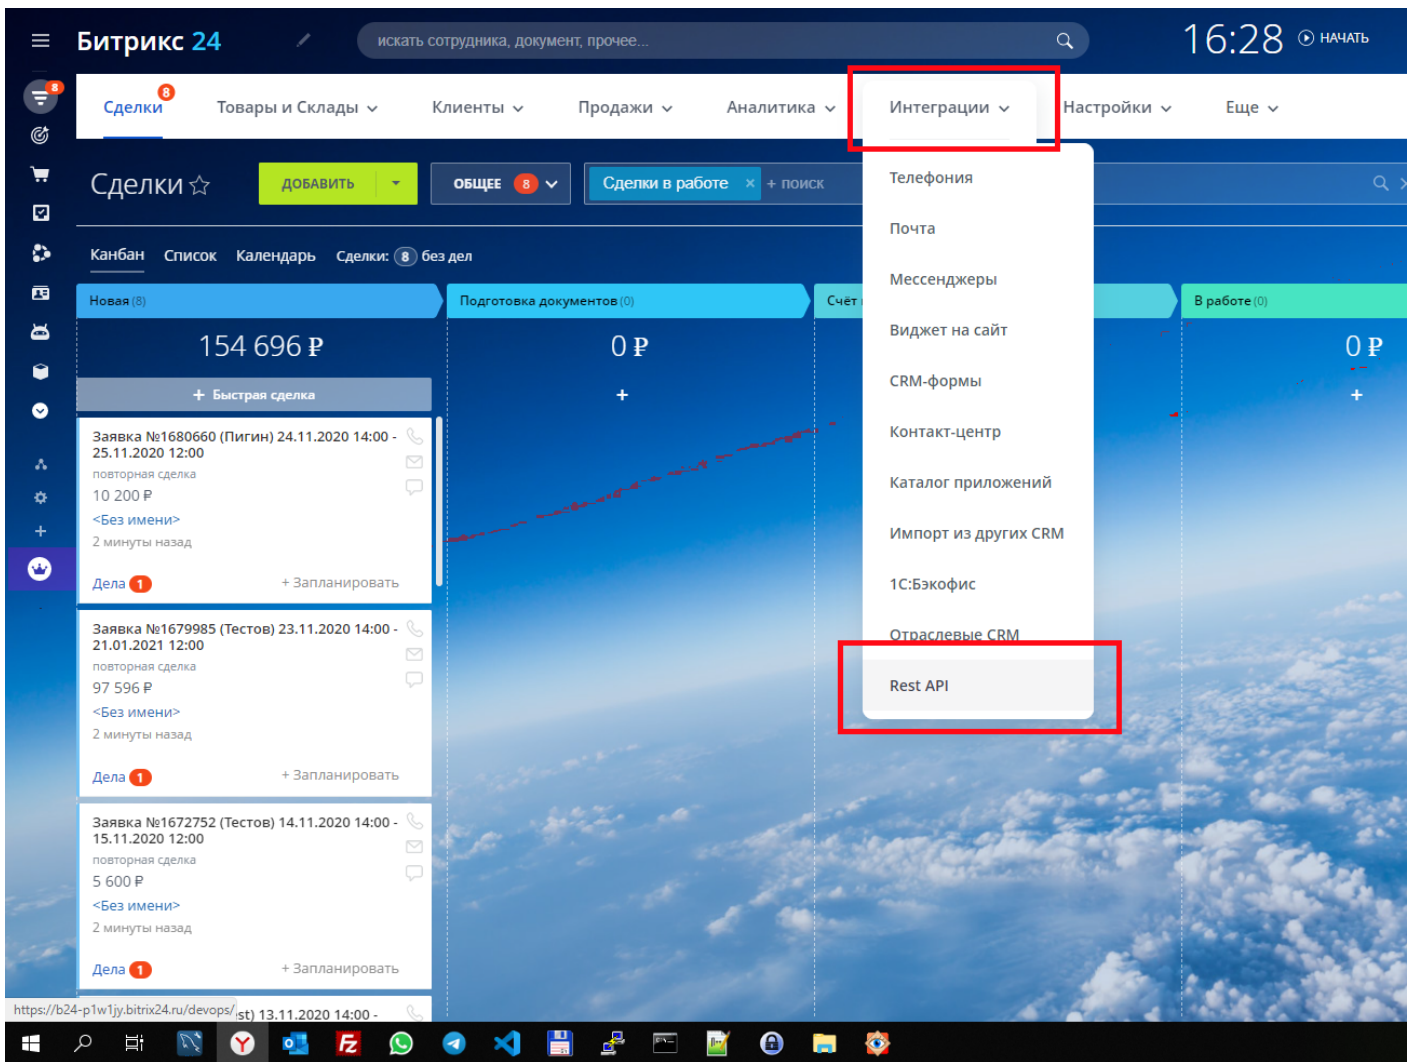 Битрикс 24
искать сотрудника, документ, прочее...
16:28
НАЧАТЬ
8
Сделки 8
Товары и Склады
Клиенты
Продажи
Аналитика
Интеграции
Настройки
Еще
Сделки
ДОБАВИТЬ
ОБЩЕЕ 8
Сделки в работе × + поиск
Телефония
Почта
Мессенджеры
Виджет на сайт
CRM-формы
Контакт-центр
Каталог приложений
Импорт из других CRM
1С:Бэкофис
Отраслевые CRM
Rest API
Канбан Список Календарь Сделки: 8 без дел
Новая (8)
Подготовка документов (0)
Счёт
В работе (0)
154 696 ₽
0 ₽
0 ₽
+ Быстрая сделка
+
+
Заявка №1680660 (Пигин) 24.11.2020 14:00 -
25.11.2020 12:00
повторная сделка
10 200 ₽
<Без имени>
2 минуты назад
Дела 1 + Запланировать
Заявка №1679985 (Тестов) 23.11.2020 14:00 -
21.01.2021 12:00
повторная сделка
97 596 ₽
<Без имени>
2 минуты назад
Дела 1 + Запланировать
Заявка №1672752 (Тестов) 14.11.2020 14:00 -
15.11.2020 12:00
повторная сделка
5 600 ₽
<Без имени>
2 минуты назад
Дела 1 + Запланировать
https://b24-p1w1jy.bitrix24.ru/devops/
st) 13.11.2020 14:00 -